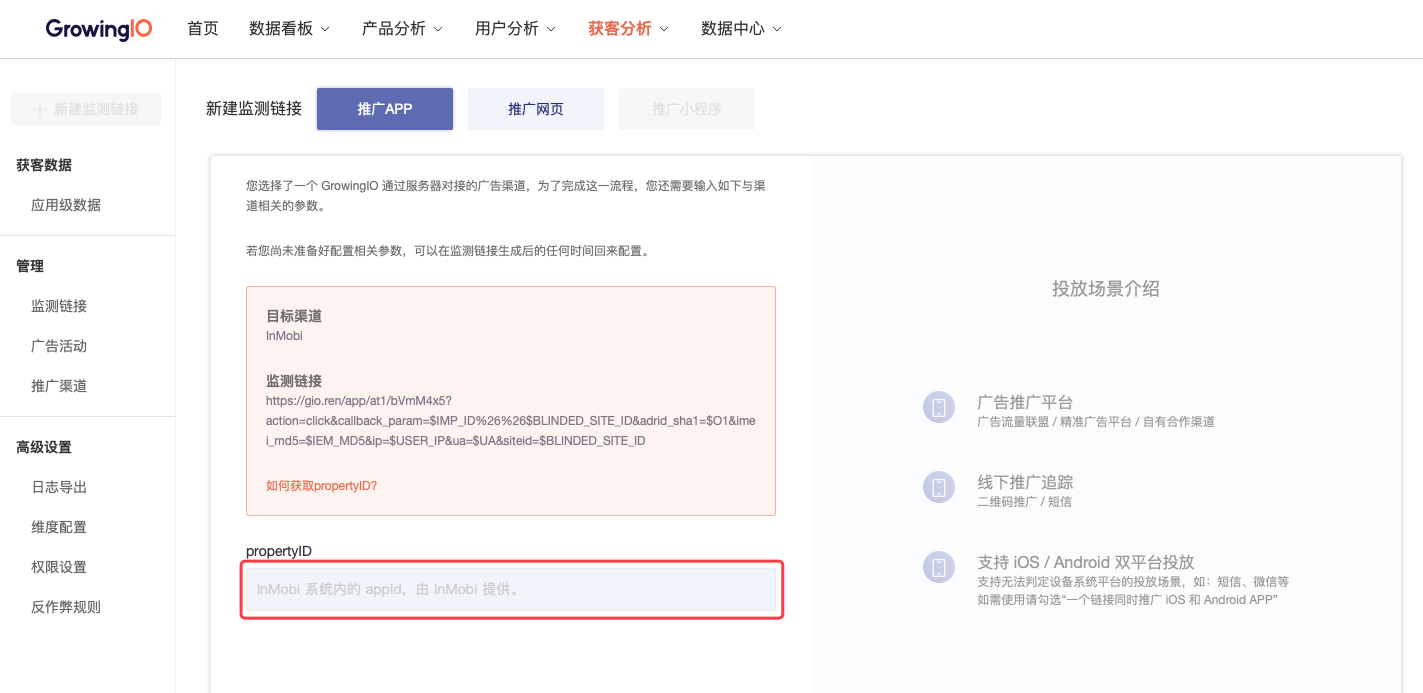 GrowingIO 首页 数据看板 产品分析 用户分析 获客分析 数据中心
新建监测链接
获客数据
应用级数据
管理
监测链接
广告活动
推广渠道
高级设置
日志导出
维度配置
权限设置
反作弊规则
新建监测链接 推广APP 推广网页 推广小程序
您选择了一个 GrowingIO 通过服务器对接的广告渠道，为了完成这一流程，您还需要输入如下与渠
道相关的参数。
若您尚未准备好配置相关参数，可以在监测链接生成后的任何时间回来配置。
目标渠道
InMobi
监测链接
https://gio.ren/app/at1/bVmM4x5?
action=click&callback_param=$IMP_ID%26%26$BLINDED_SITE_ID&adrid_sha1=$O1&ime
i_md5=$IEM_MD5&ip=$USER_IP&ua=$UA&siteid=$BLINDED_SITE_ID
如何获取propertyID?
propertyID
InMobi 系统内的 appId，由 InMobi 提供。
投放场景介绍
广告推广平台
广告流量联盟 / 精准广告平台 / 自有合作渠道
线下推广追踪
二维码推广 / 短信
支持 iOS / Android 双平台投放
支持无法判定设备系统平台的投放场景，如：短信、微信等
如需使用请勾选“一个链接同时推广 iOS 和 Android APP”